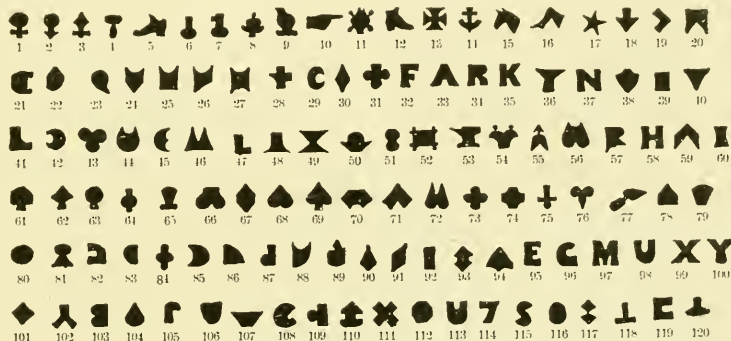 1 2 3 4 5 6 7 8 9 10 11 12 13 14 15 16 17 18 19 20
C F A R K N
21 22 23 24 25 26 27 28 29 30 31 32 33 34 35 36 37 38 39 40
L H
41 42 43 44 45 46 47 48 49 50 51 52 53 54 55 56 57 58 59 60
61 62 63 64 65 66 67 68 69 70 71 72 73 74 75 76 77 78 79
E G M U X Y
80 81 82 83 84 85 86 87 88 89 90 91 92 93 94 95 96 97 98 99 100
U 7 S
101 102 103 104 105 106 107 108 109 110 111 112 113 114 115 116 117 118 119 120